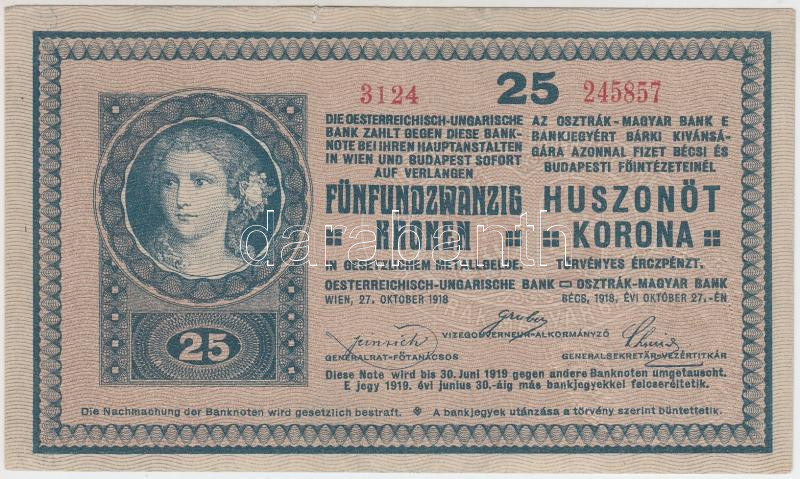 3124 25 245857
DIE OESTERREICHISCH-UNGARISCHE
BANK ZAHLT GEGEN DIESE BANK-
NOTE BEI IHREN HAUPTANSTALTEN
IN WIEN UND BUDAPEST SOFORT
AUF VERLANGEN
FÜNFUNDZWANZIG
KRONEN
IN GESETZLICHEM METALLGELDE.
AZ OSZTRÁK-MAGYAR BANK E
BANKJEGYÉRT BÁRKI KIVÁNSÁ-
GÁRA AZONNAL FIZET BÉCSI ÉS
BUDAPESTI FŐINTÉZETEINÉL
HUSZONÖT
KORONA
TÖRVÉNYES ÉRCZPÉNZT.
OESTERREICHISCH-UNGARISCHE BANK OSZTRÁK-MAGYAR BANK
WIEN, 27. OKTOBER 1918 BÉCS, 1918, ÉVI OKTÓBER 27.-ÉN
Gruber
VIZEGOUVERNEUR-ALKORMÁNYZÓ
GENERALRAT-FŐTANÁCSOS GENERALSEKRETÄR-VEZÉRTITKÁR
Diese Note wird bis 30. Juni 1919 gegen andere Banknoten umgetauscht.
E jegy 1919. évi junius 30.-áig más bankjegyekkel felcseréltetik.
25
Die Nachmachung der Banknoten wird gesetzlich bestraft. A bankjegyek utánzása a törvény szerint büntettetik.
darabanth